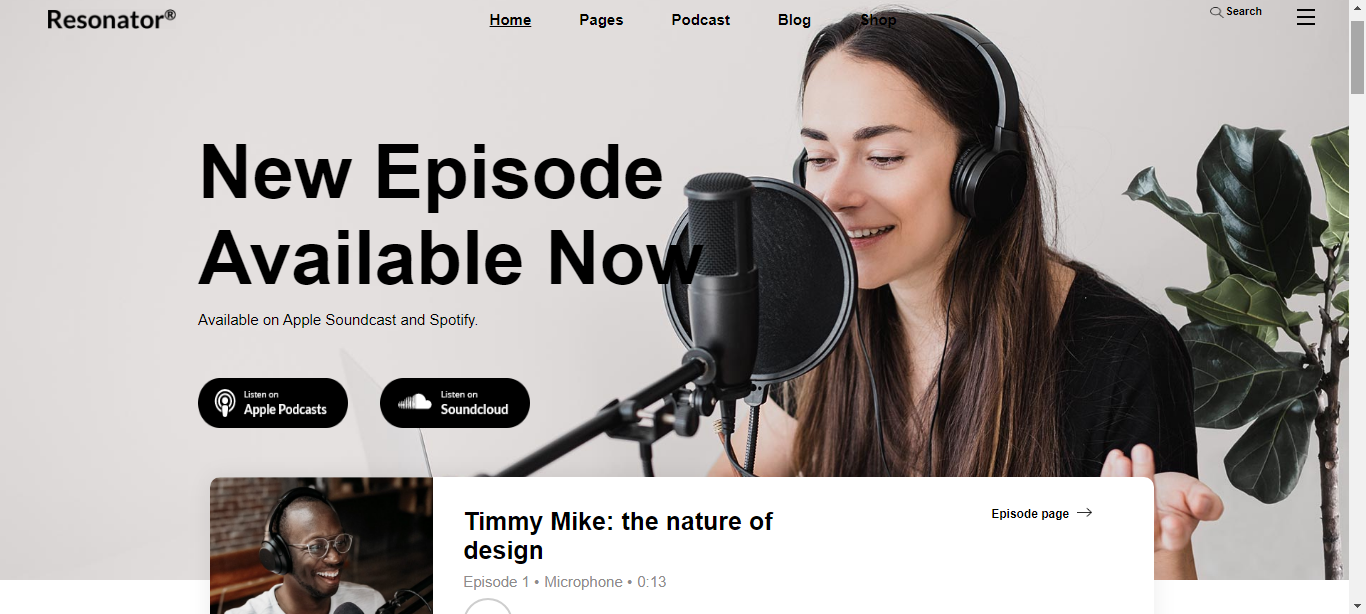 Resonator®
Home
Pages
Podcast
Blog
Shop
Search
New Episode
Available Now
Available on Apple Soundcast and Spotify.
Listen on
Apple Podcasts
Listen on
Soundcloud
Timmy Mike: the nature of
design
Episode page
Episode 1 • Microphone • 0:13